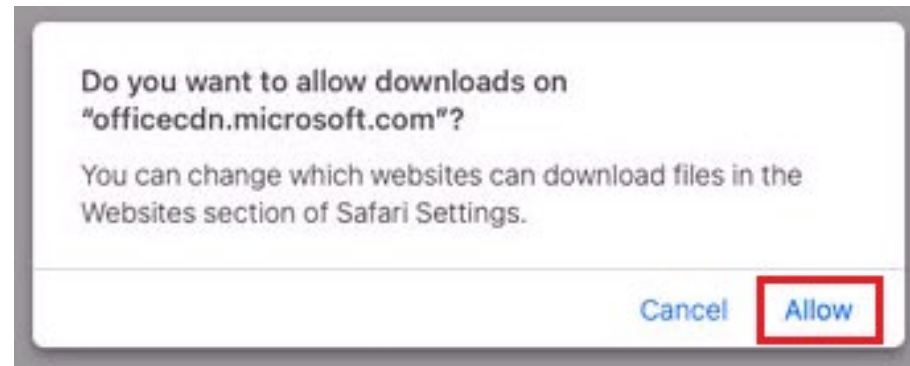 Do you want to allow downloads on
"officecdn.microsoft.com"?
You can change which websites can download files in the
Websites section of Safari Settings.
Cancel Allow